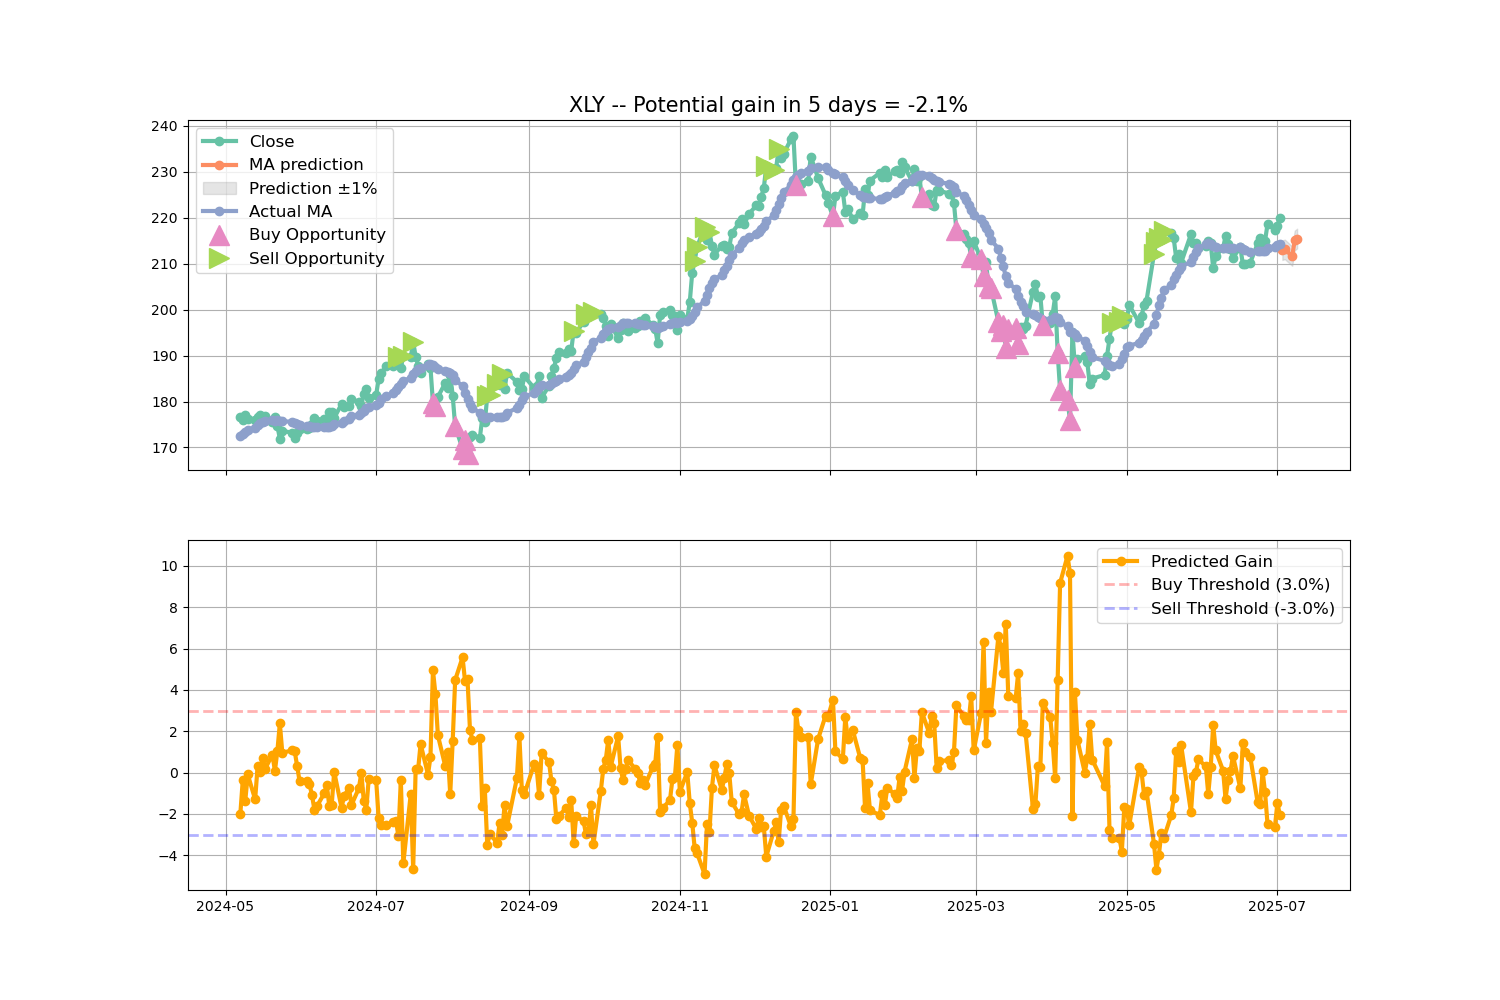 XLY -- Potential gain in 5 days = -2.1%
240
230
220
210
200
190
180
170
Close
MA prediction
Prediction ±1%
Actual MA
Buy Opportunity
Sell Opportunity
10
8
6
4
2
0
−2
−4
Predicted Gain
Buy Threshold (3.0%)
Sell Threshold (-3.0%)
2024-05
2024-07
2024-09
2024-11
2025-01
2025-03
2025-05
2025-07